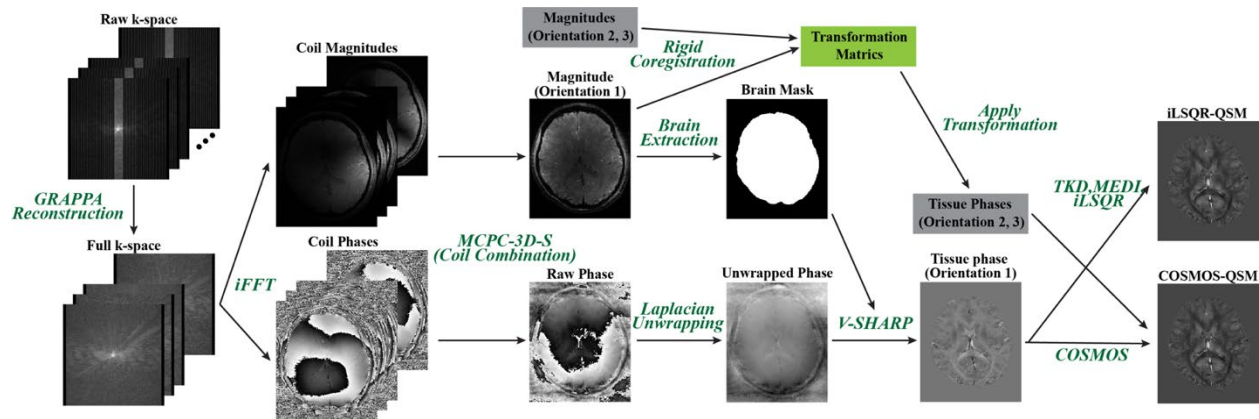 Raw k-space
GRAPPA
Reconstruction
Full k-space
iFFT
Coil Magnitudes
Coil Phases
MCPC-3D-S
(Coil Combination)
Magnitudes
(Orientation 2, 3)
Rigid
Coregistration
Transformation
Matrics
Magnitude
(Orientation 1)
Brain
Extraction
Brain Mask
Apply
Transformation
Raw Phase
Laplacian
Unwrapping
Unwrapped Phase
V-SHARP
Tissue Phases
(Orientation 2, 3)
Tissue phase
(Orientation 1)
TKD,MEDI,
iLSQR
COSMOS
iLSQR-QSM
COSMOS-QSM